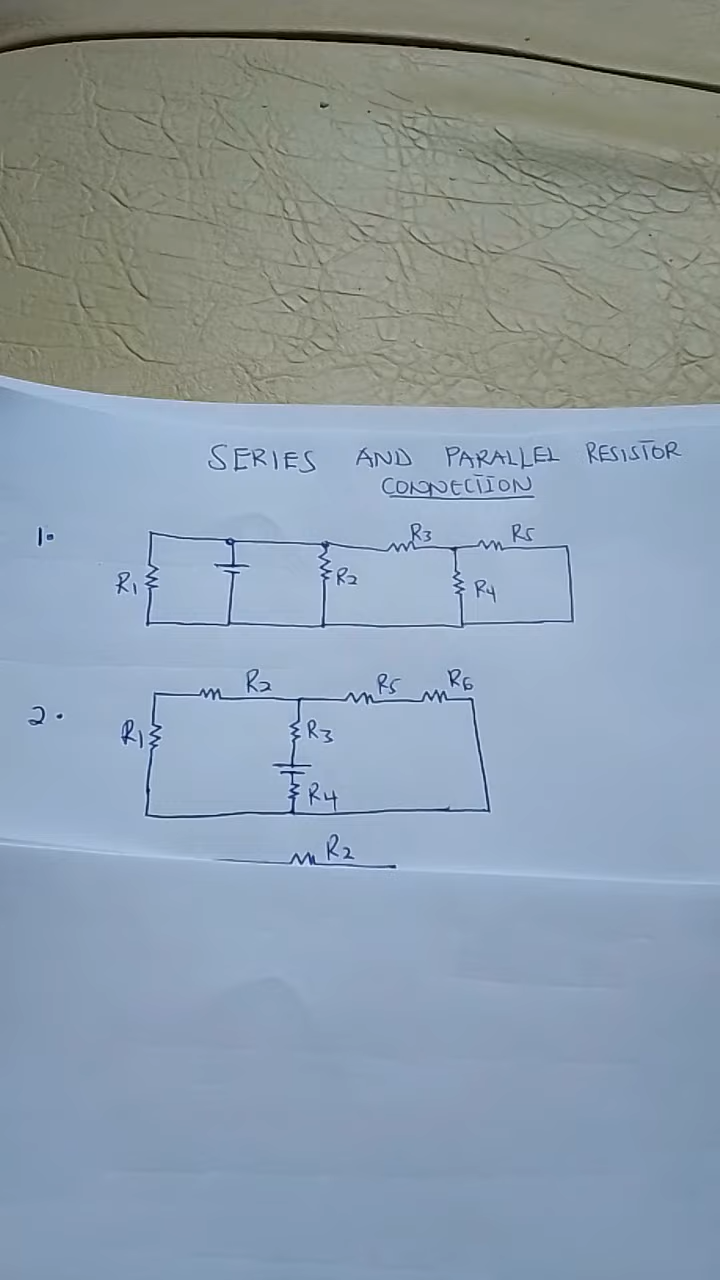 SERIES AND PARALLEL RESISTOR
CONNECTION
1.
R3 R5
R1 R2 R4
2.
R2 R5 R6
R1 R3
R4
R2